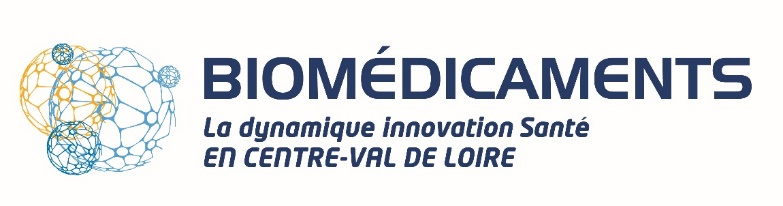 BIOMÉDICAMENTS
La dynamique innovation Santé
EN CENTRE-VAL DE LOIRE